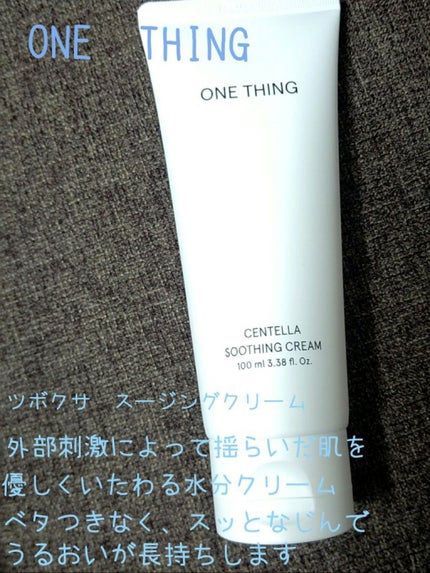 ONE THING
ONE THING
CENTELLA
SOOTHING CREAM
100 ml 3.38 fl. Oz.
ツボクサ スージングクリーム
外部刺激によって揺らいだ肌を
優しくいたわる水分クリーム
ベタつきなく、スッとなじんで
うるおいが長持ちします